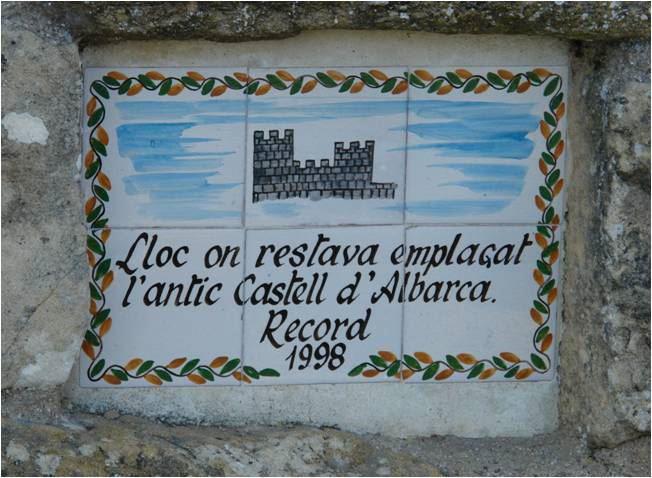 Lloc on restava emplaçat
l'antic Castell d'Albarca.
Record
1998